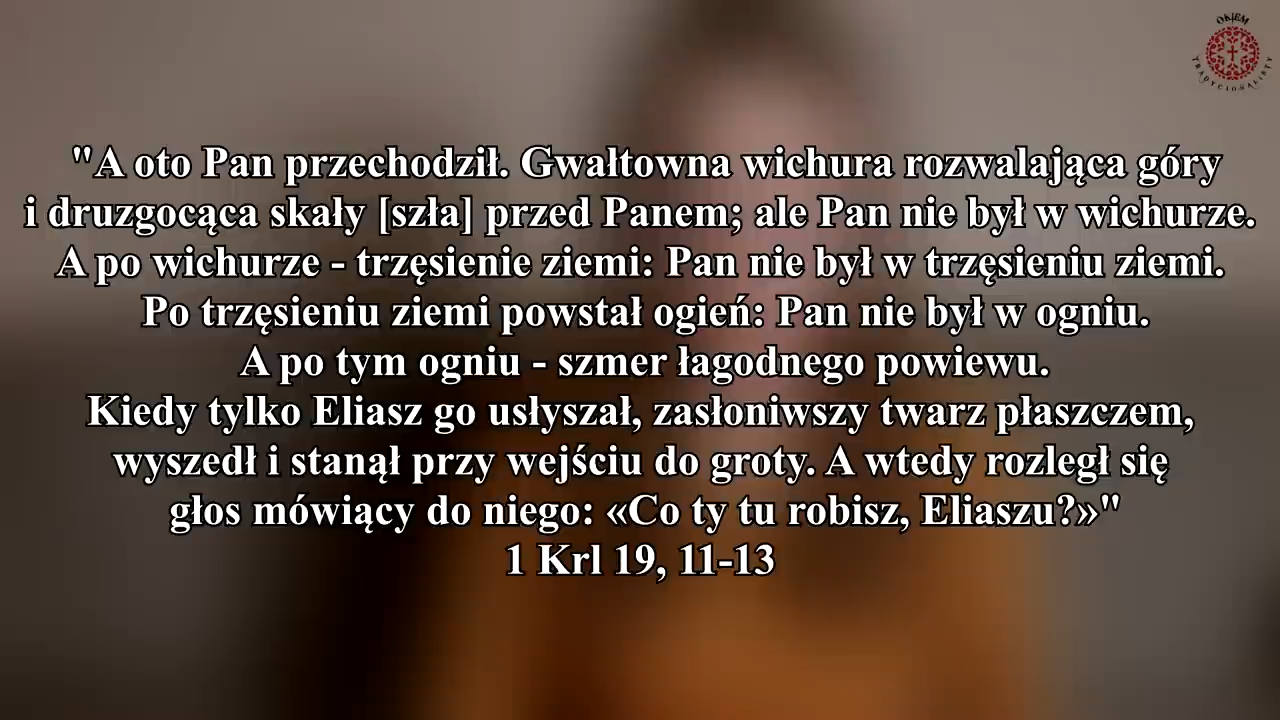 OKIEM
TRADYCJONALISTY
"A oto Pan przechodził. Gwałtowna wichura rozwalająca góry
i druzgocąca skały [szła] przed Panem; ale Pan nie był w wichurze.
A po wichurze - trzęsienie ziemi: Pan nie był w trzęsieniu ziemi.
Po trzęsieniu ziemi powstał ogień: Pan nie był w ogniu.
A po tym ogniu - szmer łagodnego powiewu.
Kiedy tylko Eliasz go usłyszał, zasłoniwszy twarz płaszczem,
wyszedł i stanął przy wejściu do groty. A wtedy rozległ się
głos mówiący do niego: «Co ty tu robisz, Eliaszu?»"
1 Krl 19, 11-13